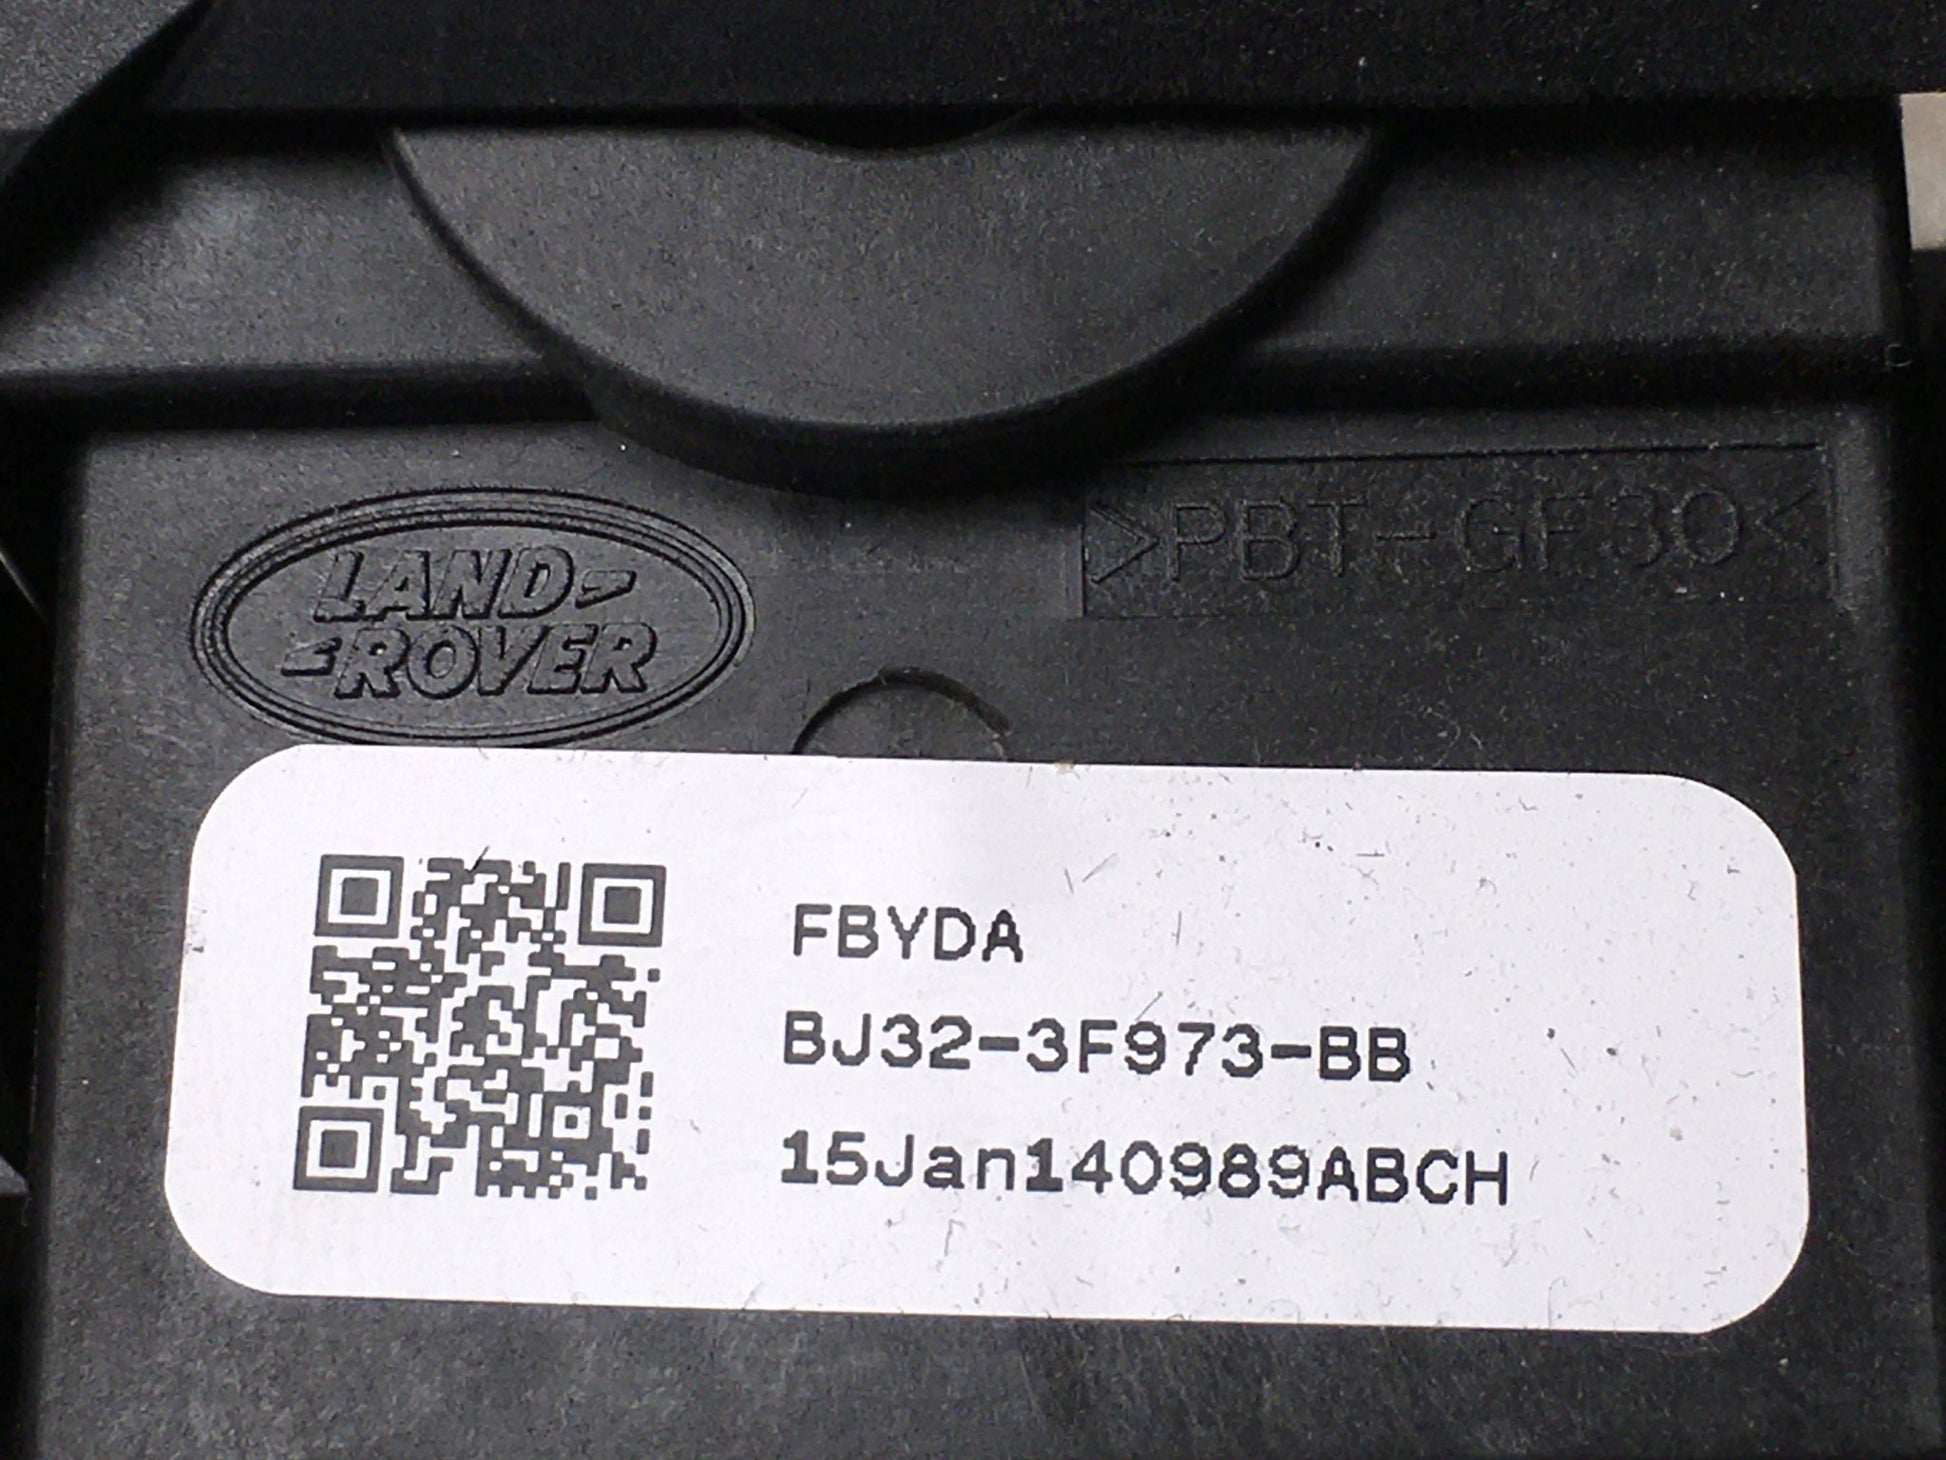 LAND-
-ROVER
>PBT-GF30<
FBYDA
BJ32-3F973-BB
15Jan140989ABCH